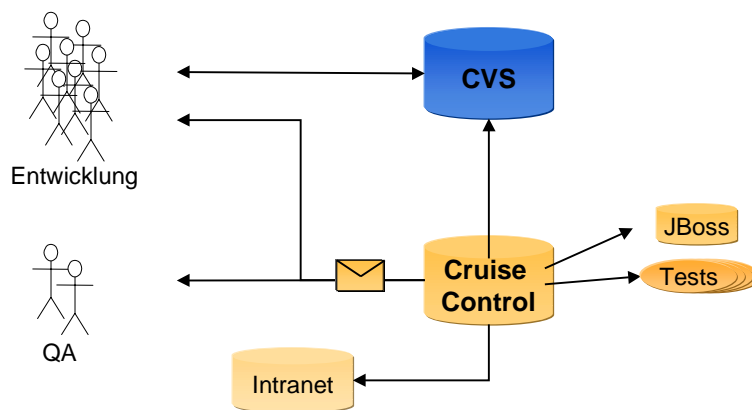 CVS
Entwicklung
JBoss
Cruise
Control
Tests
QA
Intranet